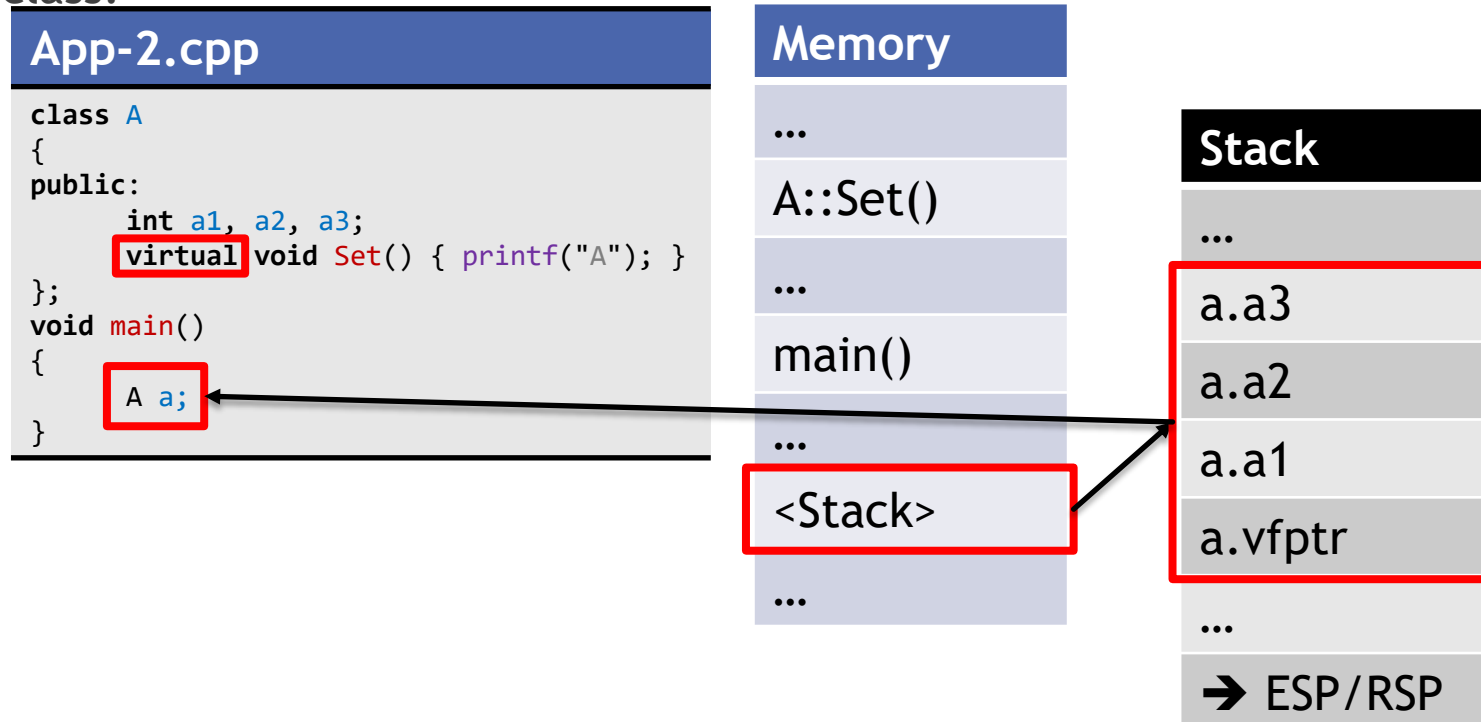 class:
App-2.cpp
class A
{
public:
int a1, a2, a3;
virtual void Set() { printf("A"); }
};
void main()
{
A a;
}
Memory
…
A::Set()
…
main()
…
<Stack>
…
Stack
…
a.a3
a.a2
a.a1
a.vfptr
…
➔ ESP/RSP